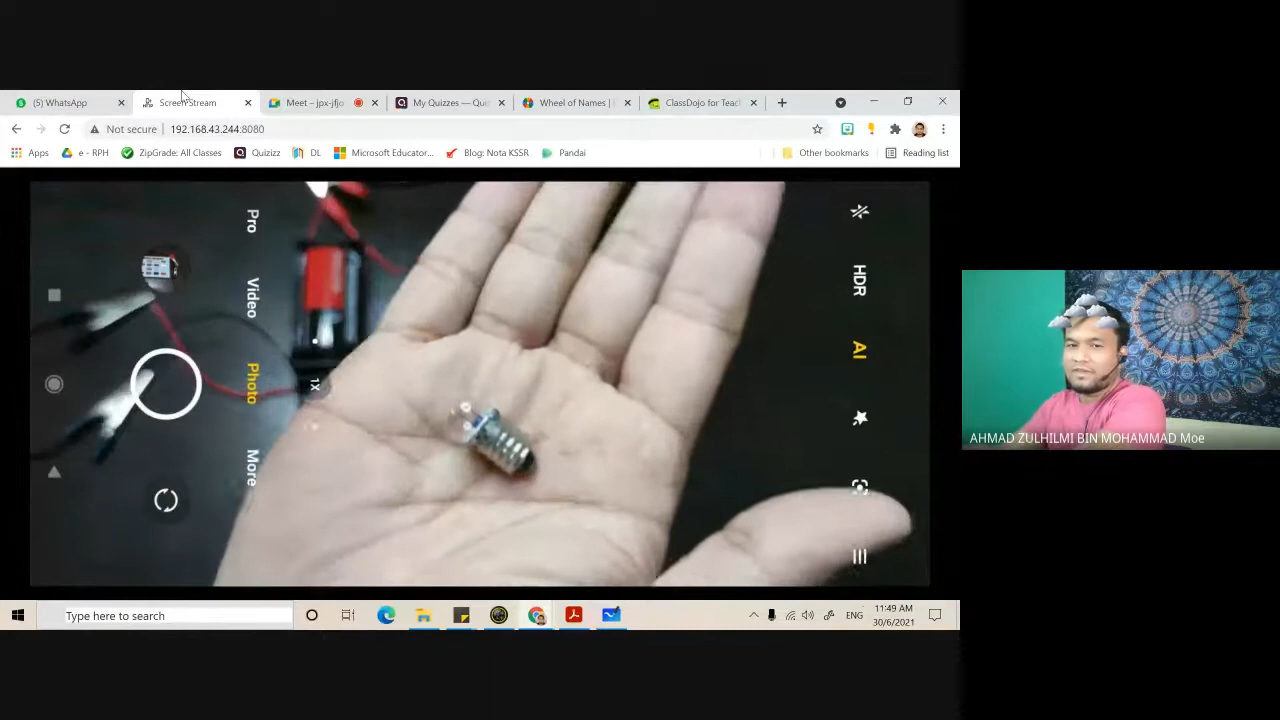 (5) WhatsApp
ScreenStream
Meet – jpx-jfjo
My Quizzes — Qui
Wheel of Names |
ClassDojo for Teac
Not secure
192.168.43.244:8080
Apps
e - RPH
ZipGrade: All Classes
Quizizz
DL
Microsoft Educator...
Blog: Nota KSSR
Pandai
Other bookmarks
Reading list
Pro
Video
Photo
More
1X
HDR
AI
AHMAD ZULHILMI BIN MOHAMMAD Moe
Type here to search
ENG
11:49 AM
30/6/2021